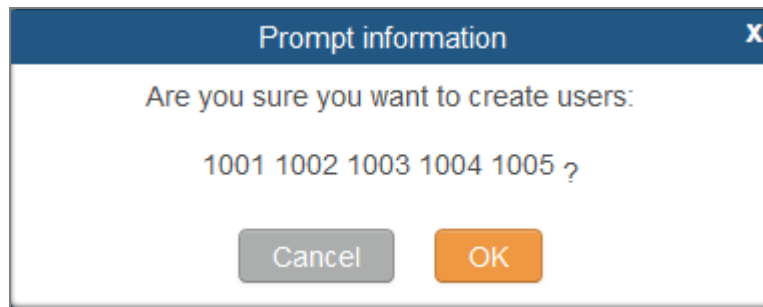 Prompt information
x
Are you sure you want to create users:
1001 1002 1003 1004 1005 ?
Cancel
OK